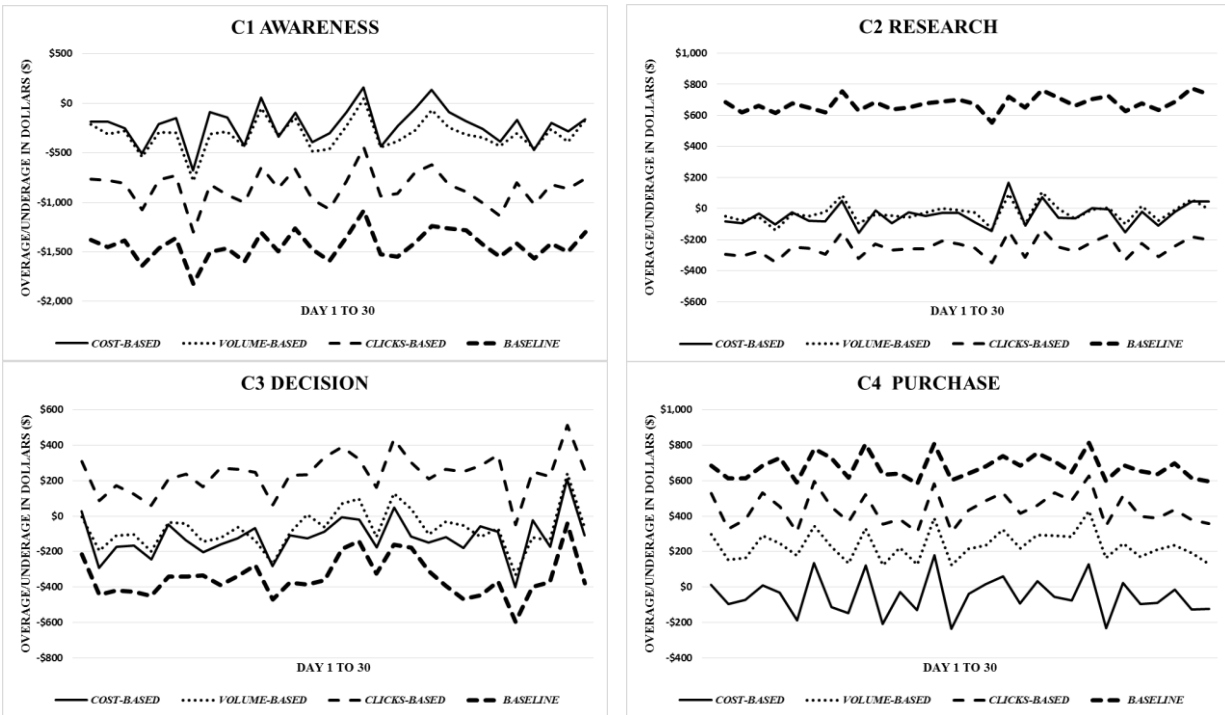 C1 AWARENESS
OVERAGE/UNDERAGE IN DOLLARS ($)
$500
$0
-$500
-$1,000
-$1,500
-$2,000
DAY 1 TO 30
COST-BASED VOLUME-BASED CLICKS-BASED BASELINE
C2 RESEARCH
OVERAGE/UNDERAGE IN DOLLARS ($)
$1,000
$800
$600
$400
$200
$0
-$200
-$400
-$600
DAY 1 TO 30
COST-BASED VOLUME-BASED CLICKS-BASED BASELINE
C3 DECISION
OVERAGE/UNDERAGE IN DOLLARS ($)
$600
$400
$200
$0
-$200
-$400
-$600
-$800
DAY 1 TO 30
COST-BASED VOLUME-BASED CLICKS-BASED BASELINE
C4 PURCHASE
OVERAGE/UNDERAGE IN DOLLARS ($)
$1,000
$800
$600
$400
$200
$0
-$200
-$400
DAY 1 TO 30
COST-BASED VOLUME-BASED CLICKS-BASED BASELINE